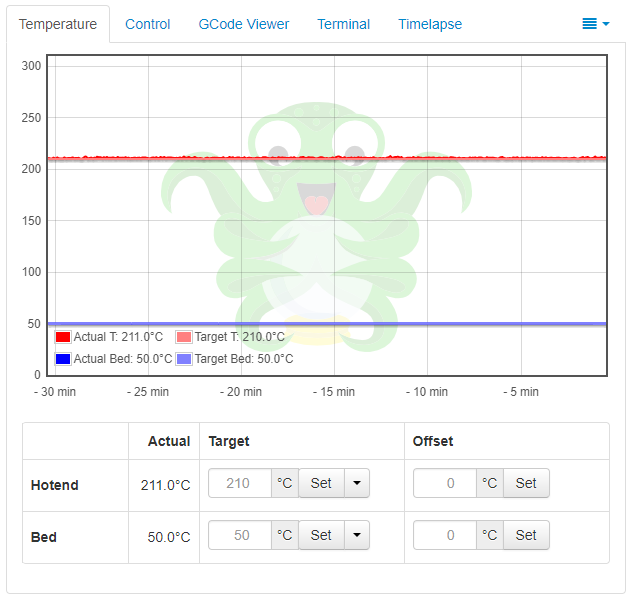 Temperature Control GCode Viewer Terminal Timelapse
300
250
200
150
100
50
0
Actual T: 211.0°C Target T: 210.0°C
Actual Bed: 50.0°C Target Bed: 50.0°C
- 30 min - 25 min - 20 min - 15 min - 10 min - 5 min
Actual Target Offset
Hotend 211.0°C 210 °C Set 0 °C Set
Bed 50.0°C 50 °C Set 0 °C Set